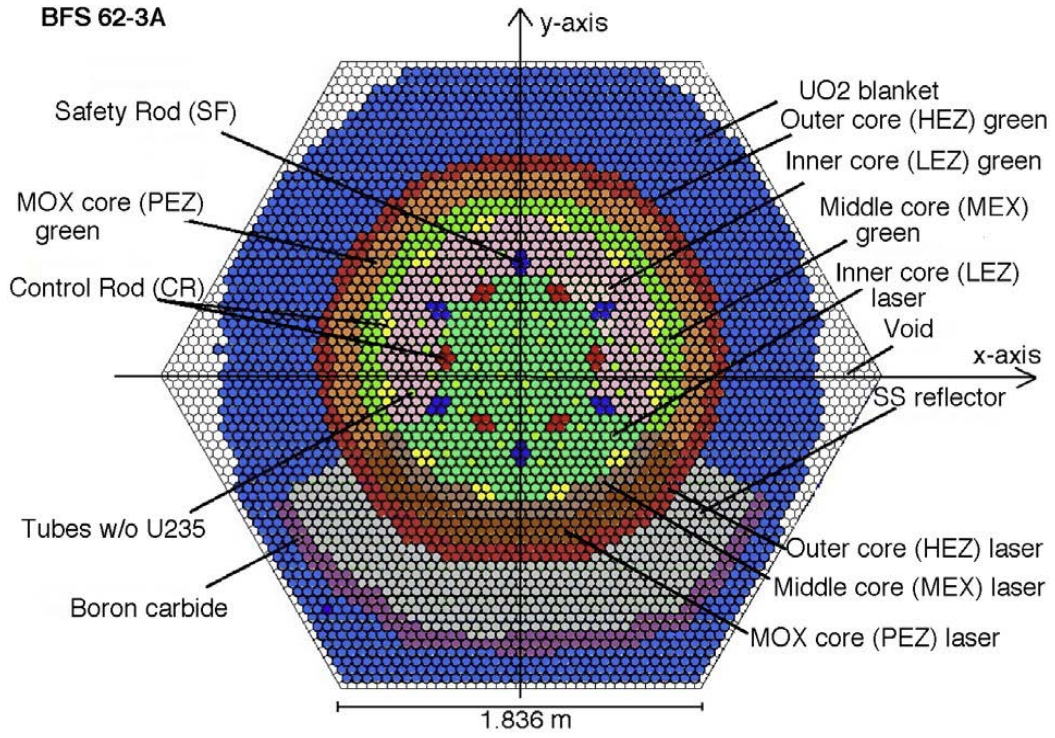 BFS 62-3A
y-axis
Safety Rod (SF)
UO2 blanket
Outer core (HEZ) green
Inner core (LEZ) green
MOX core (PEZ)
green
Middle core (MEX)
green
Control Rod (CR)
Inner core (LEZ)
laser
Void
x-axis
SS reflector
Tubes w/o U235
Outer core (HEZ) laser
Boron carbide
Middle core (MEX) laser
MOX core (PEZ) laser
1.836 m